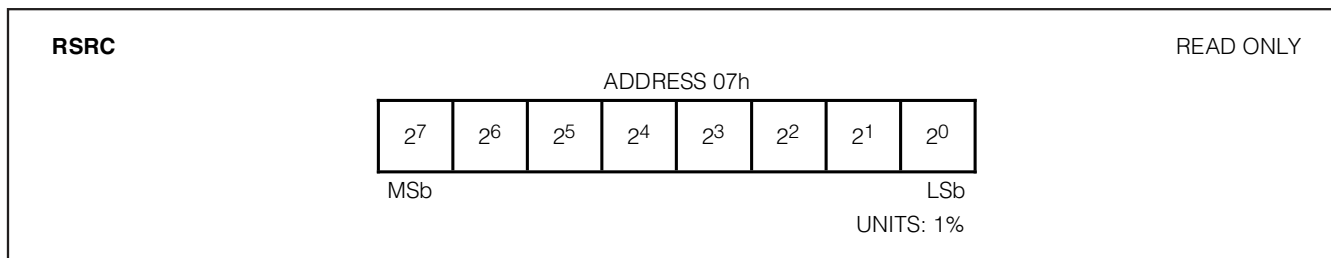 RSRC READ ONLY
ADDRESS 07h
2⁷ 2⁶ 2⁵ 2⁴ 2³ 2² 2¹ 2⁰
MSb LSb
UNITS: 1%